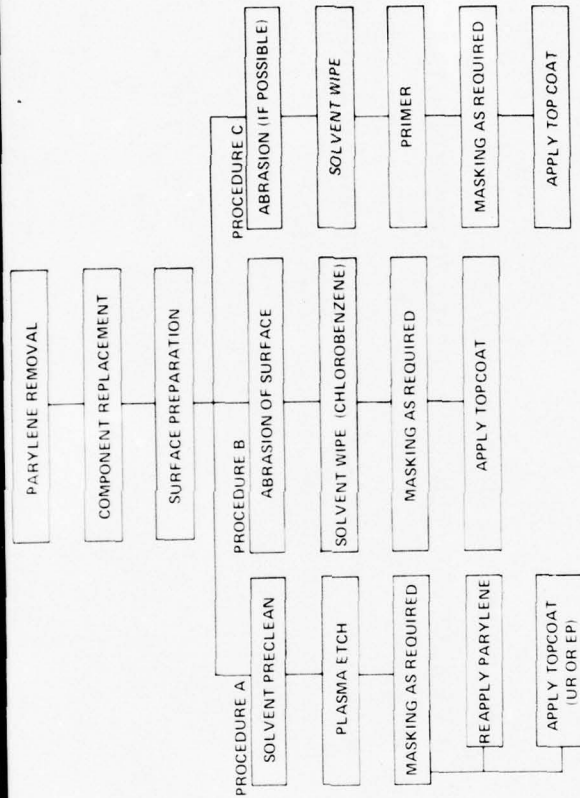 PARYLENE REMOVAL
COMPONENT REPLACEMENT
SURFACE PREPARATION
PROCEDURE A
SOLVENT PRECLEAN
PLASMA ETCH
MASKING AS REQUIRED
REAPPLY PARYLENE
APPLY TOPCOAT
(UR OR EP)
PROCEDURE B
ABRASION OF SURFACE
SOLVENT WIPE (CHLOROBENZENE)
MASKING AS REQUIRED
APPLY TOPCOAT
PROCEDURE C
ABRASION (IF POSSIBLE)
SOLVENT WIPE
PRIMER
MASKING AS REQUIRED
APPLY TOP COAT